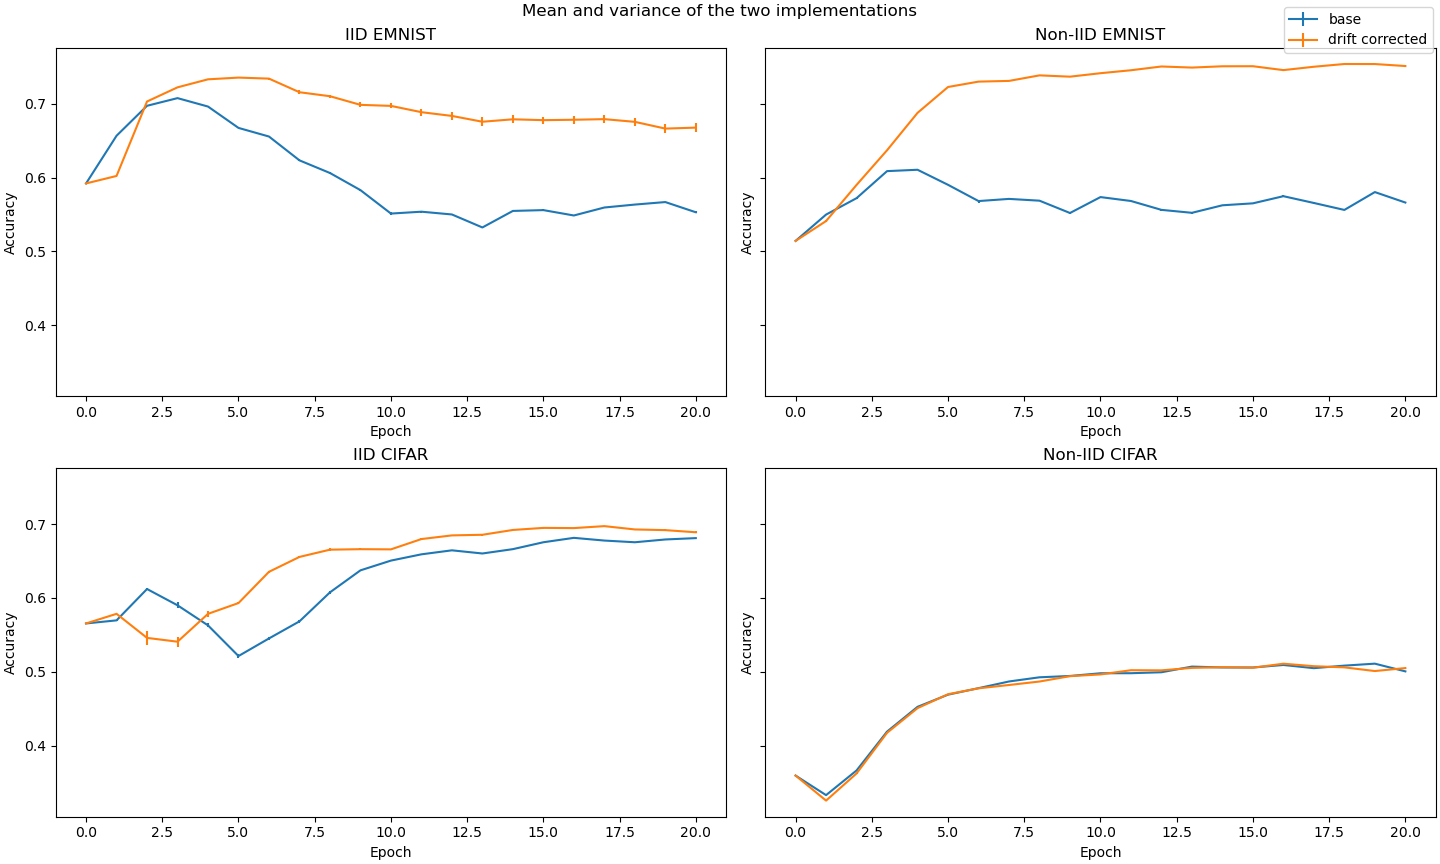 Mean and variance of the two implementations
base
drift corrected
IID EMNIST
Accuracy
0.7
0.6
0.5
0.4
0.0 2.5 5.0 7.5 10.0 12.5 15.0 17.5 20.0
Epoch
Non-IID EMNIST
Accuracy
0.0 2.5 5.0 7.5 10.0 12.5 15.0 17.5 20.0
Epoch
IID CIFAR
Accuracy
0.7
0.6
0.5
0.4
0.0 2.5 5.0 7.5 10.0 12.5 15.0 17.5 20.0
Epoch
Non-IID CIFAR
Accuracy
0.0 2.5 5.0 7.5 10.0 12.5 15.0 17.5 20.0
Epoch